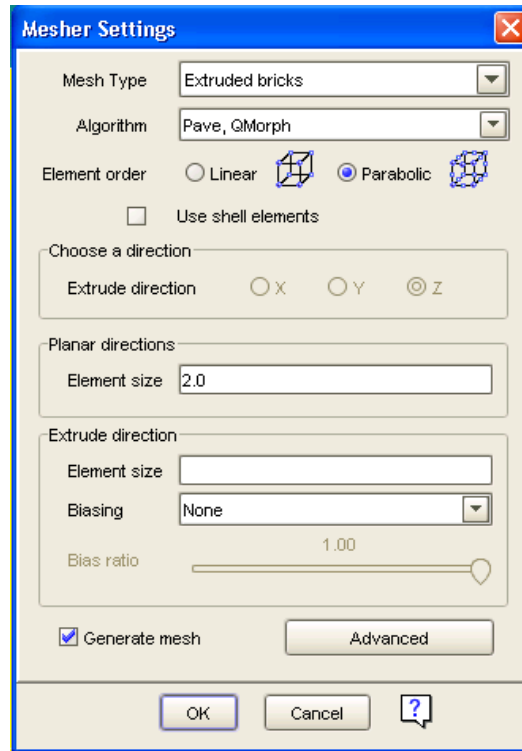 Mesher Settings
Mesh Type Extruded bricks
Algorithm Pave, QMorph
Element order Linear Parabolic
Use shell elements
Choose a direction
Extrude direction X Y Z
Planar directions
Element size 2.0
Extrude direction
Element size
Biasing None
1.00
Bias ratio
Generate mesh Advanced
OK Cancel ?